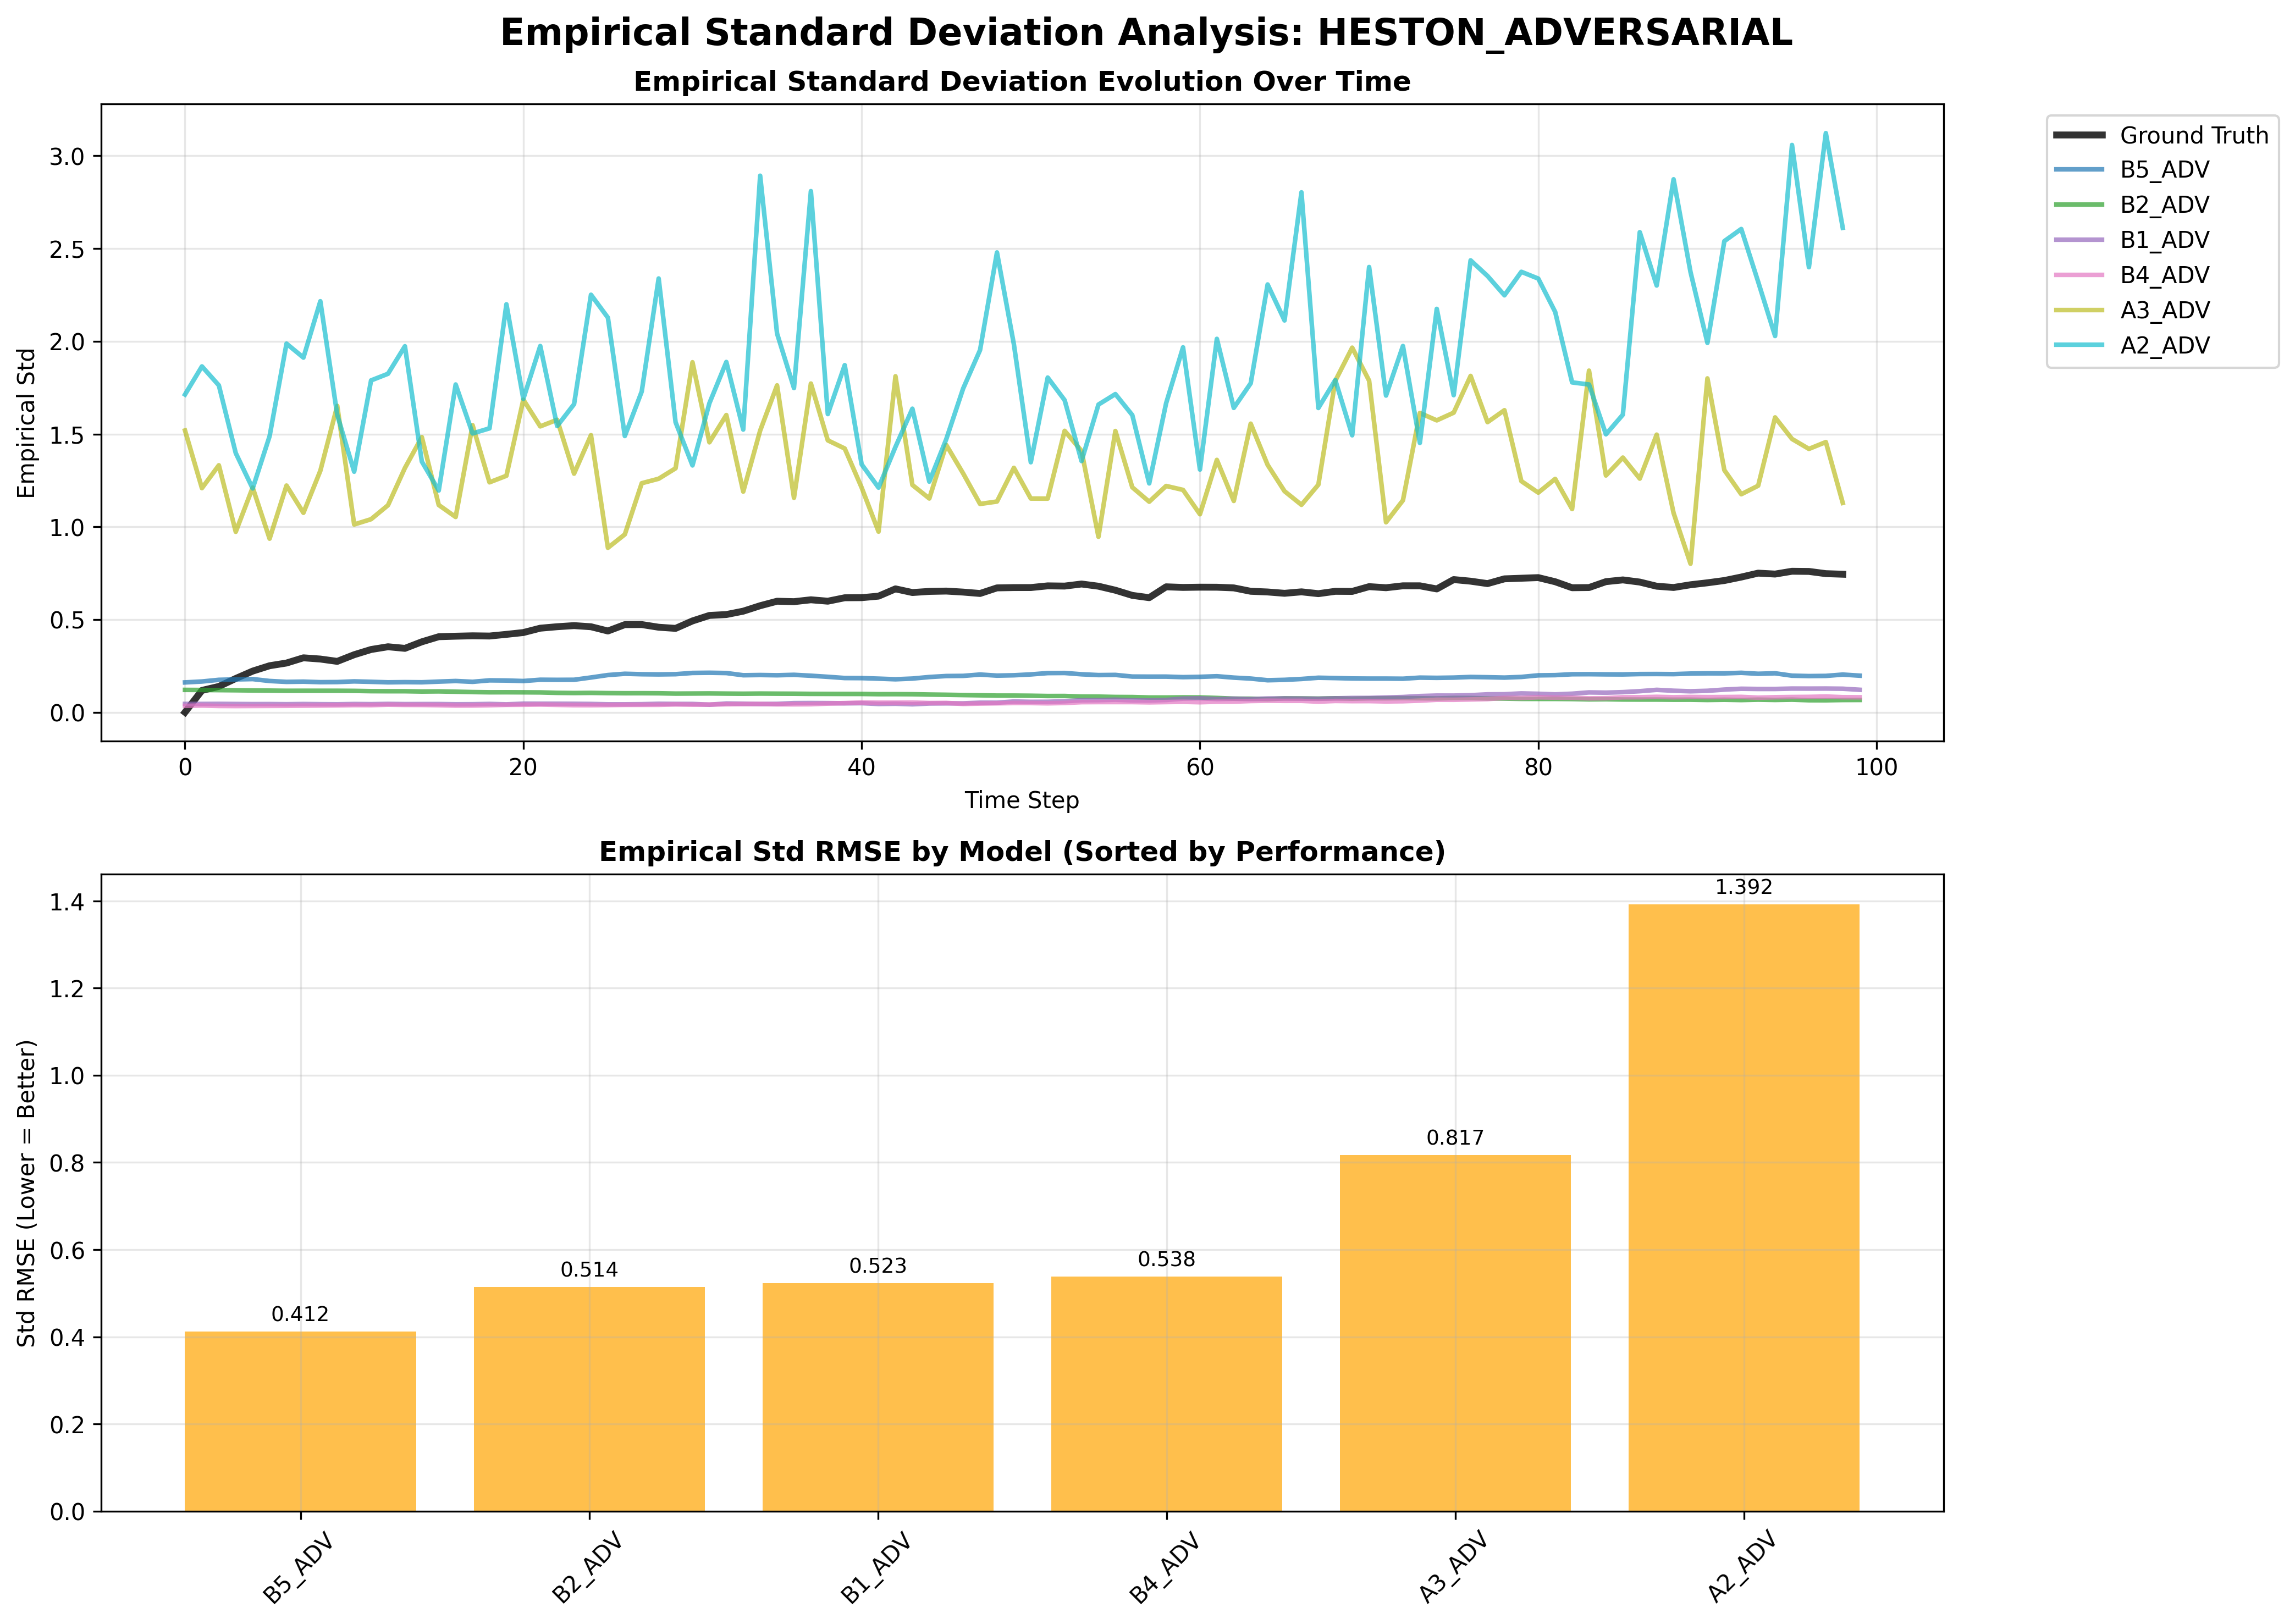 Empirical Standard Deviation Analysis: HESTON_ADVERSARIAL
Empirical Standard Deviation Evolution Over Time
Empirical Std
3.0
2.5
2.0
1.5
1.0
0.5
0.0
0 20 40 60 80 100
Time Step
Ground Truth
B5_ADV
B2_ADV
B1_ADV
B4_ADV
A3_ADV
A2_ADV
Empirical Std RMSE by Model (Sorted by Performance)
Std RMSE (Lower = Better)
1.4
1.2
1.0
0.8
0.6
0.4
0.2
0.0
0.412
0.514
0.523
0.538
0.817
1.392
B5_ADV
B2_ADV
B1_ADV
B4_ADV
A3_ADV
A2_ADV